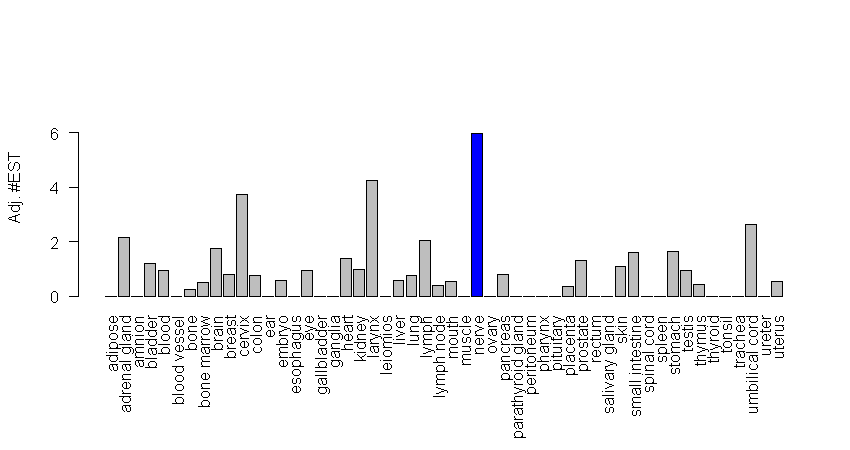 Adj. #EST
6
4
2
0
adipose
adrenal gland
amnion
bladder
blood
blood vessel
bone
bone marrow
brain
breast
cervix
colon
ear
embryo
esophagus
eye
gallbladder
ganglia
heart
kidney
larynx
leiomios
liver
lung
lymph
lymph node
mouth
muscle
nerve
ovary
pancreas
parathyroid gland
peritoneum
pharynx
pituitary
placenta
prostate
rectum
salivary gland
skin
small intestine
spinal cord
spleen
stomach
testis
thymus
thyroid
tonsil
trachea
umbilical cord
ureter
uterus